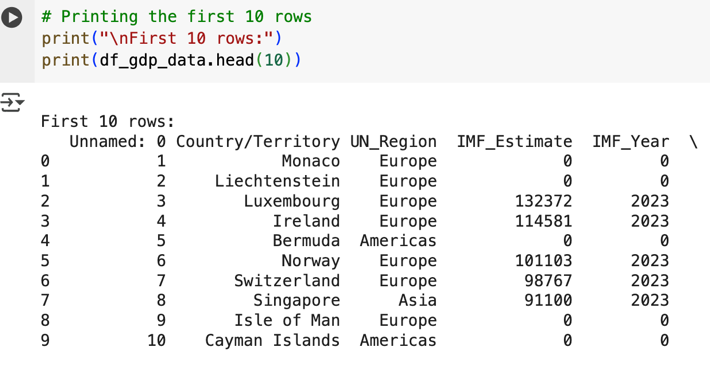 # Printing the first 10 rows
print("\nFirst 10 rows:")
print(df_gdp_data.head(10))
First 10 rows:
   Unnamed: 0 Country/Territory UN_Region  IMF_Estimate  IMF_Year  \
0           1            Monaco    Europe             0         0
1           2     Liechtenstein    Europe             0         0
2           3        Luxembourg    Europe        132372      2023
3           4           Ireland    Europe        114581      2023
4           5           Bermuda  Americas             0         0
5           6            Norway    Europe        101103      2023
6           7       Switzerland    Europe         98767      2023
7           8         Singapore      Asia         91100      2023
8           9       Isle of Man    Europe             0         0
9          10    Cayman Islands  Americas             0         0